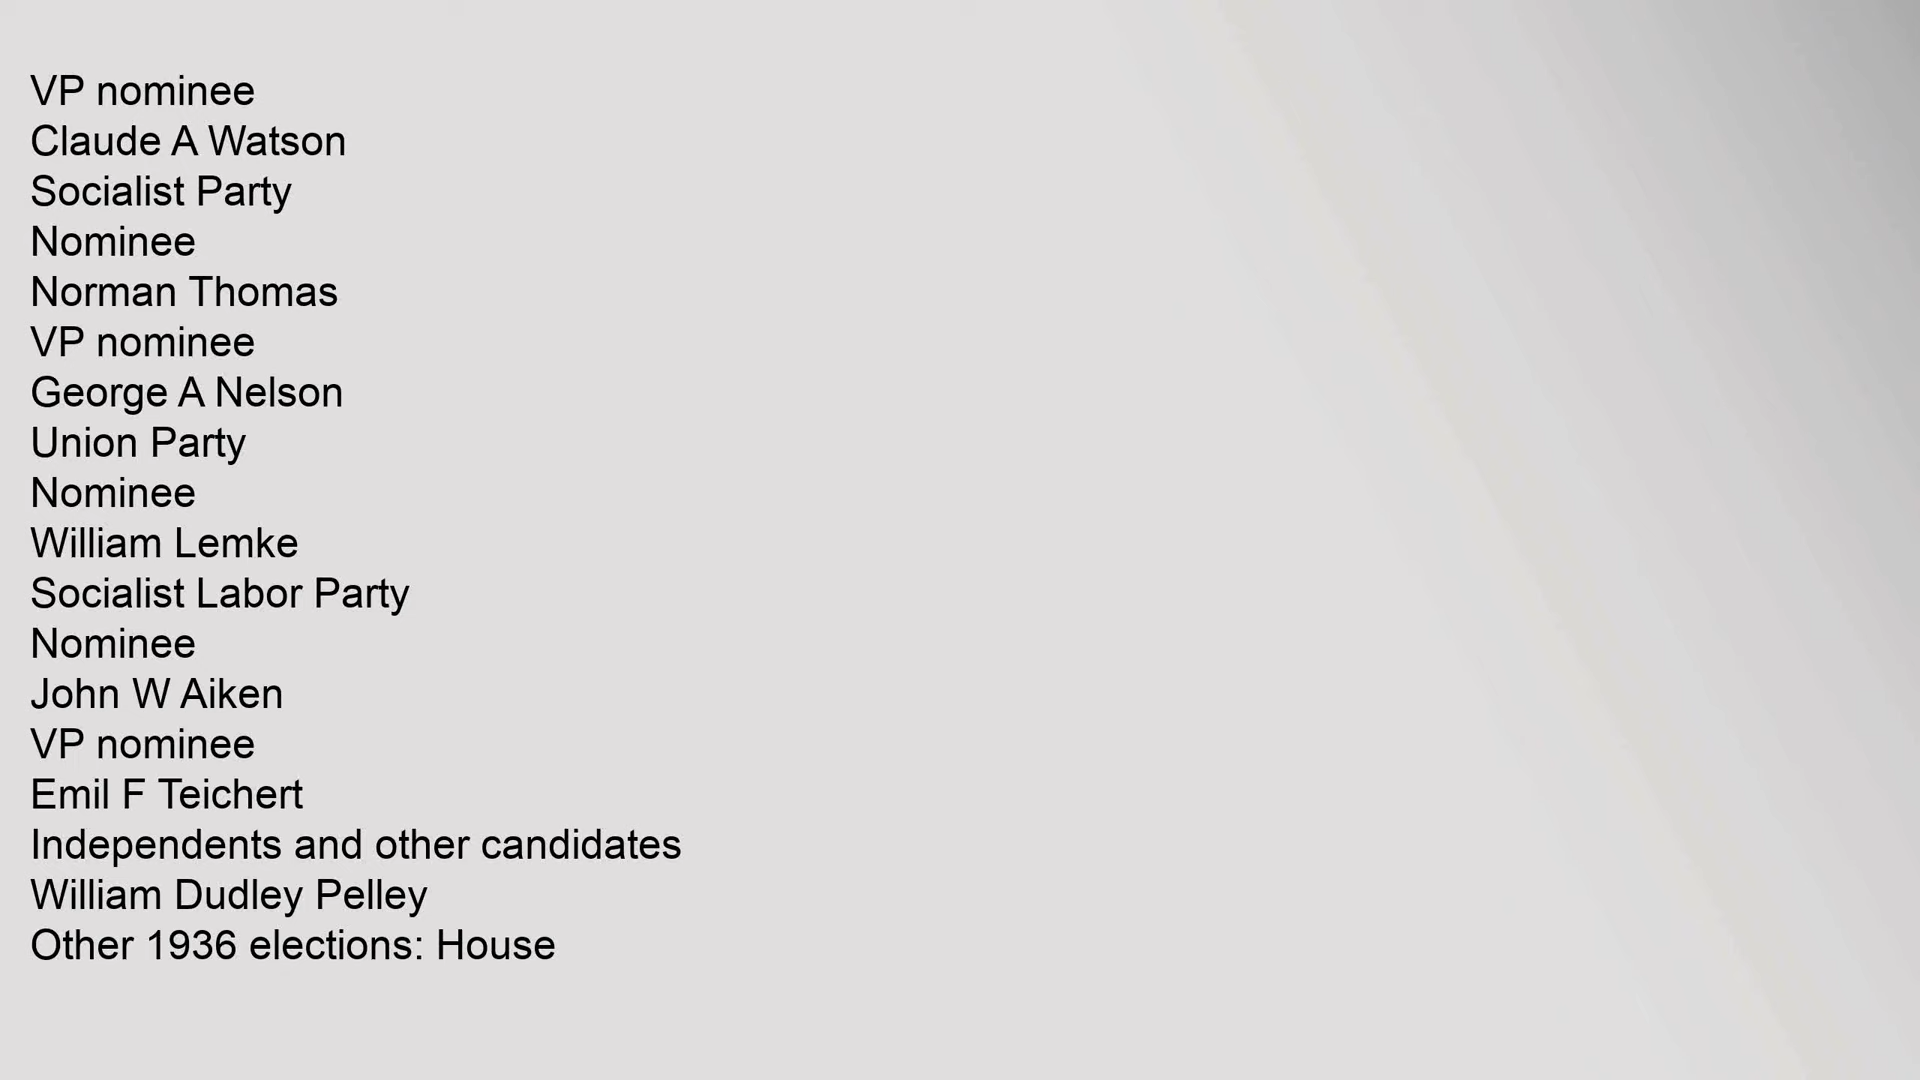 VP nominee
Claude A Watson
Socialist Party
Nominee
Norman Thomas
VP nominee
George A Nelson
Union Party
Nominee
William Lemke
Socialist Labor Party
Nominee
John W Aiken
VP nominee
Emil F Teichert
Independents and other candidates
William Dudley Pelley
Other 1936 elections: House